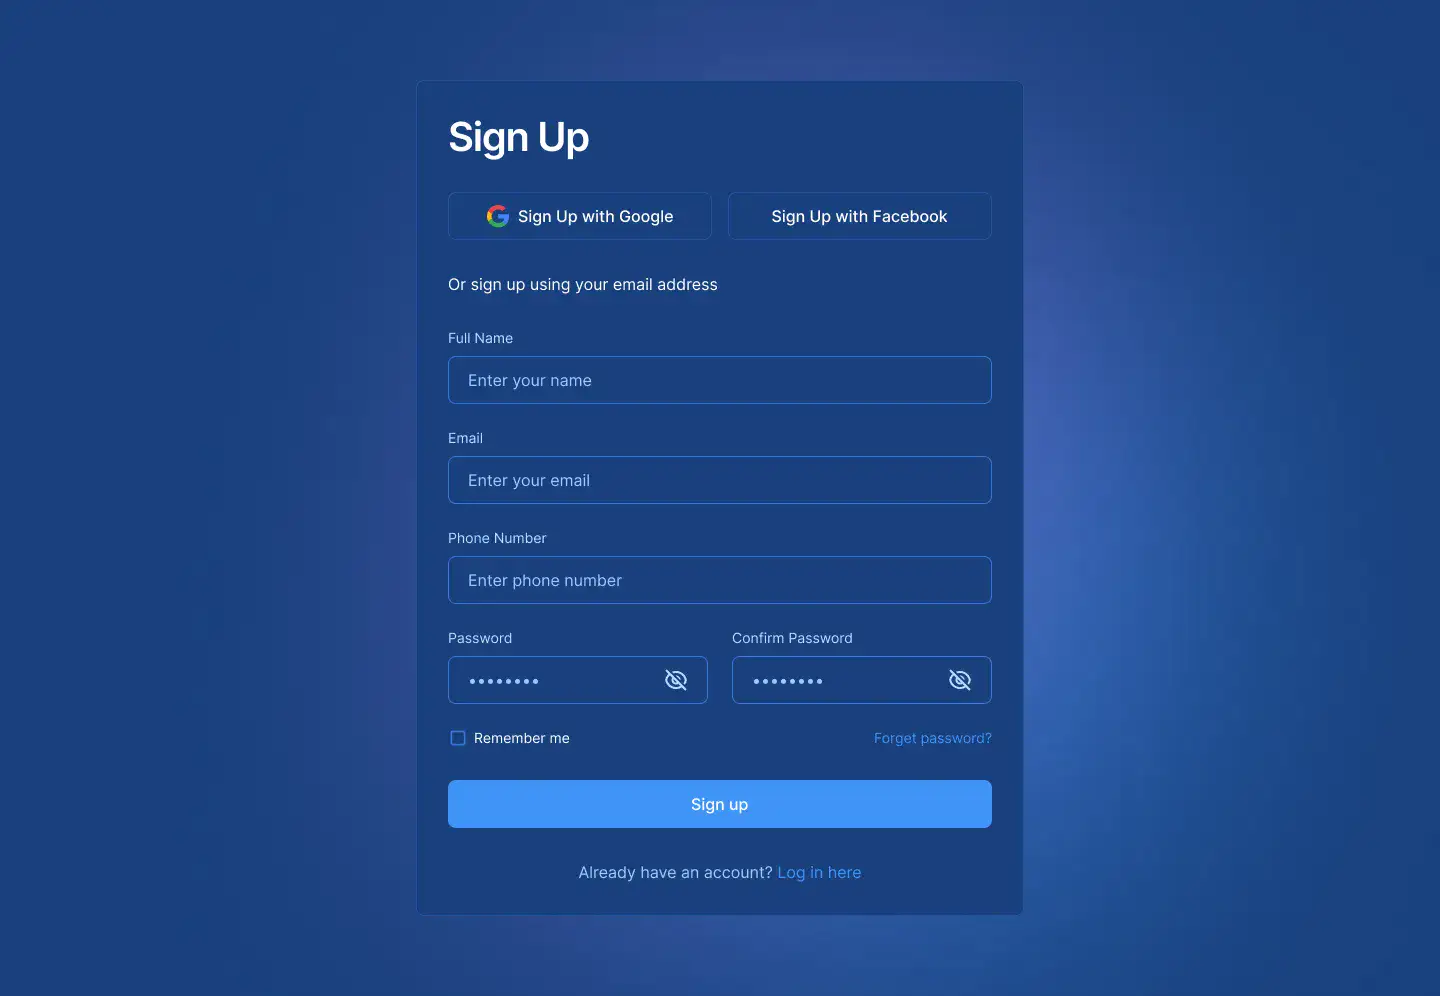 Sign Up
Sign Up with Google
Sign Up with Facebook
Or sign up using your email address
Full Name
Enter your name
Email
Enter your email
Phone Number
Enter phone number
Password
Confirm Password
••••••••
••••••••
Remember me
Forget password?
Sign up
Already have an account? Log in here